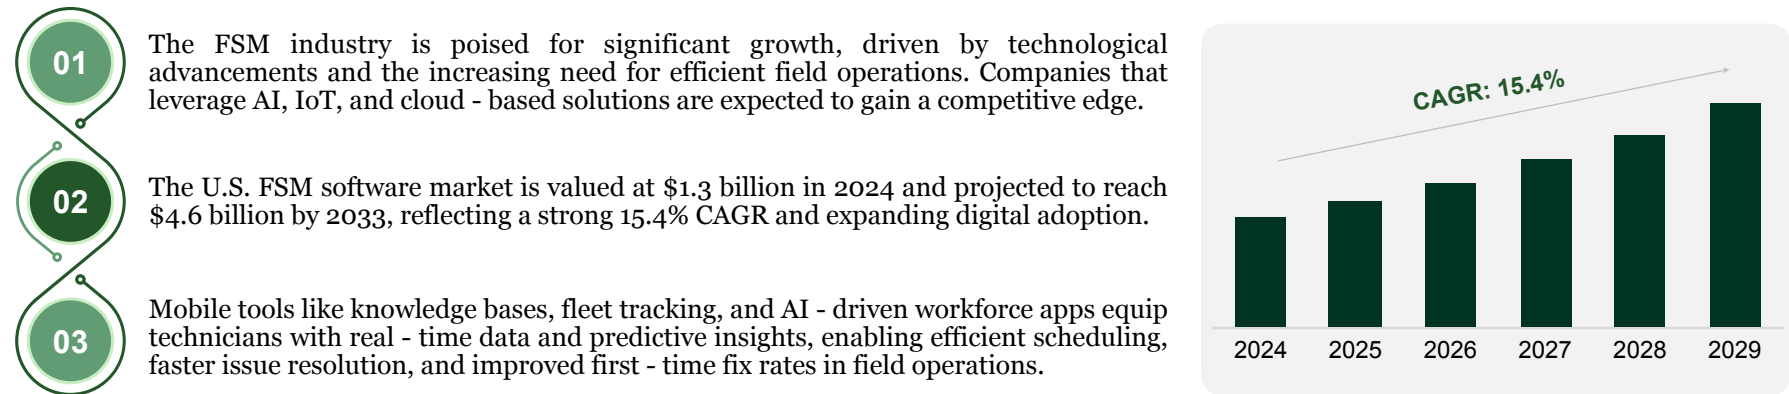 01
The FSM industry is poised for significant growth, driven by technological
advancements and the increasing need for efficient field operations. Companies that
leverage AI, IoT, and cloud - based solutions are expected to gain a competitive edge.
02
The U.S. FSM software market is valued at $1.3 billion in 2024 and projected to reach
$4.6 billion by 2033, reflecting a strong 15.4% CAGR and expanding digital adoption.
03
Mobile tools like knowledge bases, fleet tracking, and AI - driven workforce apps equip
technicians with real - time data and predictive insights, enabling efficient scheduling,
faster issue resolution, and improved first - time fix rates in field operations.
CAGR: 15.4%
2024 2025 2026 2027 2028 2029